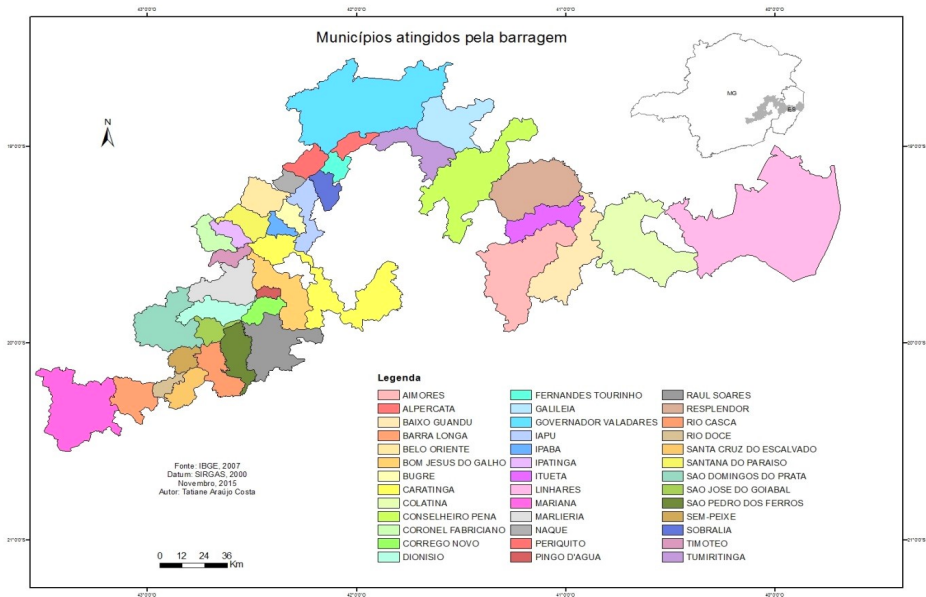 Municípios atingidos pela barragem
MG
ES
N
Legenda
AIMORES
ALPERCATA
BAIXO GUANDU
BARRA LONGA
BELO ORIENTE
BOM JESUS DO GALHO
BUGRE
CARATINGA
COLATINA
CONSELHEIRO PENA
CORONEL FABRICIANO
CORREGO NOVO
DIONISIO
FERNANDES TOURINHO
GALILEIA
GOVERNADOR VALADARES
IAPU
IPABA
IPATINGA
ITUETA
LINHARES
MARIANA
MARLIERIA
NAQUE
PERIQUITO
PINGO D'AGUA
RAUL SOARES
RESPLENDOR
RIO CASCA
RIO DOCE
SANTA CRUZ DO ESCALVADO
SANTANA DO PARAISO
SAO DOMINGOS DO PRATA
SAO JOSE DO GOIABAL
SAO PEDRO DOS FERROS
SEM-PEIXE
SOBRALIA
TIMOTEO
TUMIRITINGA
Fonte: IBGE, 2007
Datum: SIRGAS, 2000
Novembro, 2015
Autor: Tatiane Araújo Costa
0 12 24 36
Km